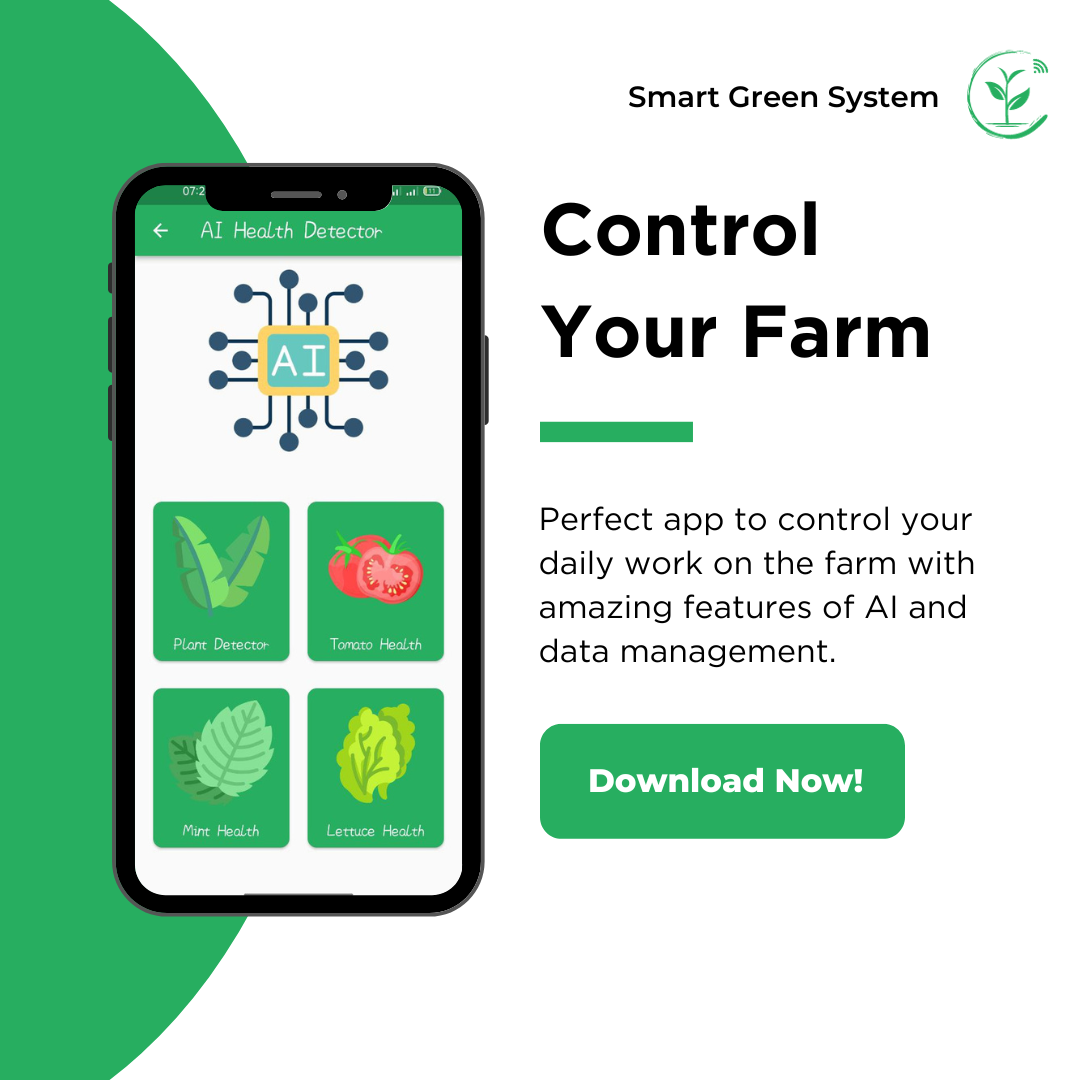 Smart Green System
07:2
AI Health Detector
AI
Plant Detector
Tomato Health
Mint Health
Lettuce Health
Control
Your Farm
Perfect app to control your
daily work on the farm with
amazing features of AI and
data management.
Download Now!